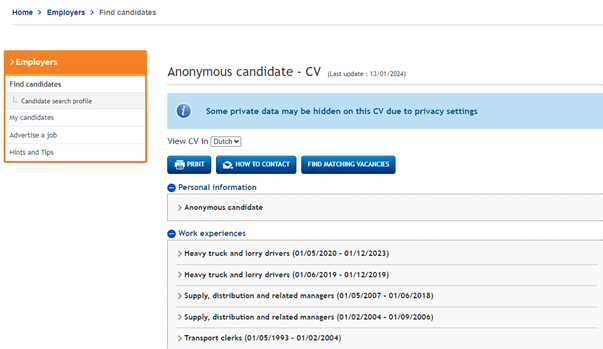 Home > Employers > Find candidates
Employers
Find candidates
Candidate search profile
My candidates
Advertise a job
Hints and Tips
Anonymous candidate - CV (Last update : 13/01/2024)
Some private data may be hidden on this CV due to privacy settings
View CV in Dutch
PRINT HOW TO CONTACT FIND MATCHING VACANCIES
Personal information
Anonymous candidate
Work experiences
Heavy truck and lorry drivers (01/05/2020 - 01/12/2023)
Heavy truck and lorry drivers (01/06/2019 - 01/12/2019)
Supply, distribution and related managers (01/05/2007 - 01/06/2018)
Supply, distribution and related managers (01/02/2004 - 01/09/2006)
Transport clerks (01/05/1993 - 01/02/2004)